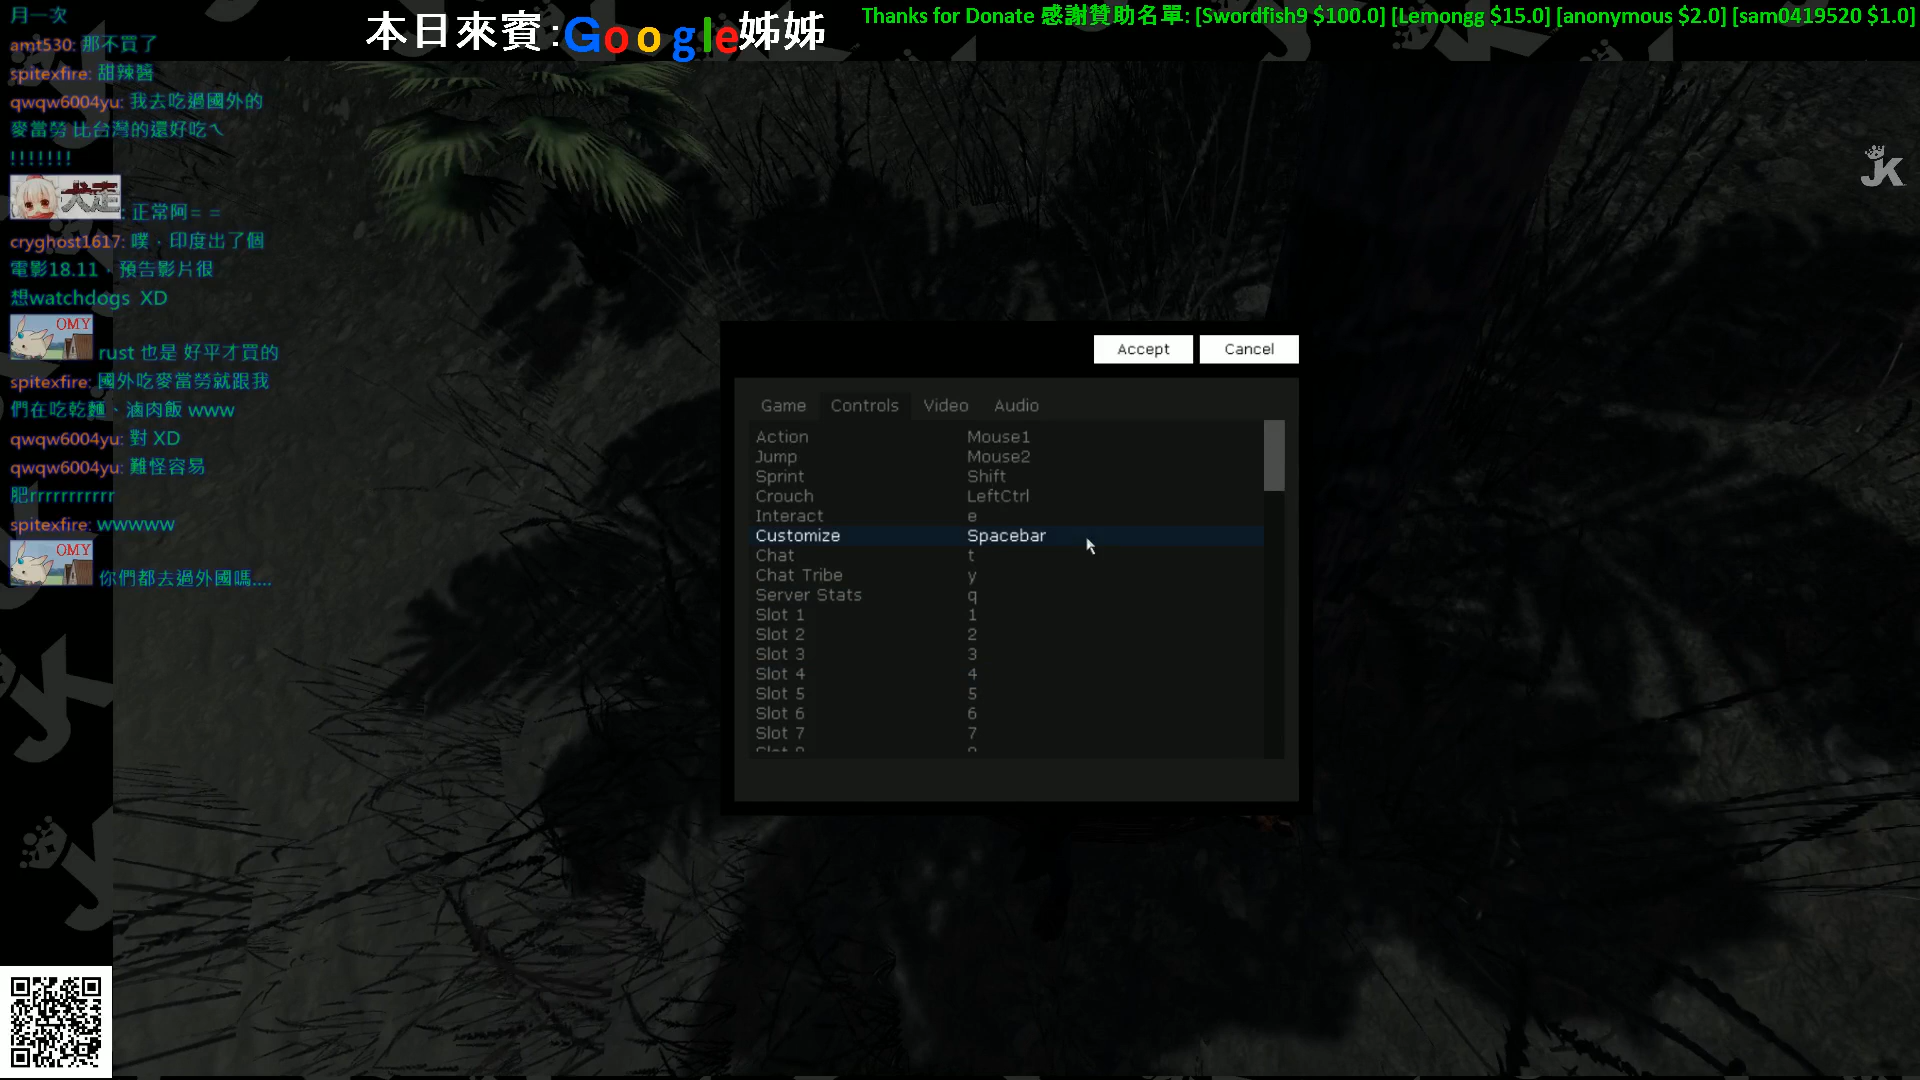 月一次
amt530: 那不買了
spitexfire: 甜辣醬
qwqw6004yu: 我去吃過國外的
麥當勞 比台灣的還好吃ㄟ
!!!!!!!
犬走: 正常阿= =
cryghost1617: 噗，印度出了個
電影18.11，預告影片很
想watchdogs XD
OMY
rust 也是 好平才買的
spitexfire: 國外吃麥當勞就跟我
們在吃乾麵、滷肉飯 www
qwqw6004yu: 對 XD
qwqw6004yu: 難怪容易
肥rrrrrrrrrrr
spitexfire: wwwww
OMY
你們都去過外國嗎....
本日來賓:Google姊姊
Thanks for Donate 感謝贊助名單: [Swordfish9 $100.0] [Lemongg $15.0] [anonymous $2.0] [sam0419520 $1.0]
JK
Accept Cancel
Game Controls Video Audio
Action Mouse1
Jump Mouse2
Sprint Shift
Crouch LeftCtrl
Interact e
Customize Spacebar
Chat t
Chat Tribe y
Server Stats q
Slot 1 1
Slot 2 2
Slot 3 3
Slot 4 4
Slot 5 5
Slot 6 6
Slot 7 7